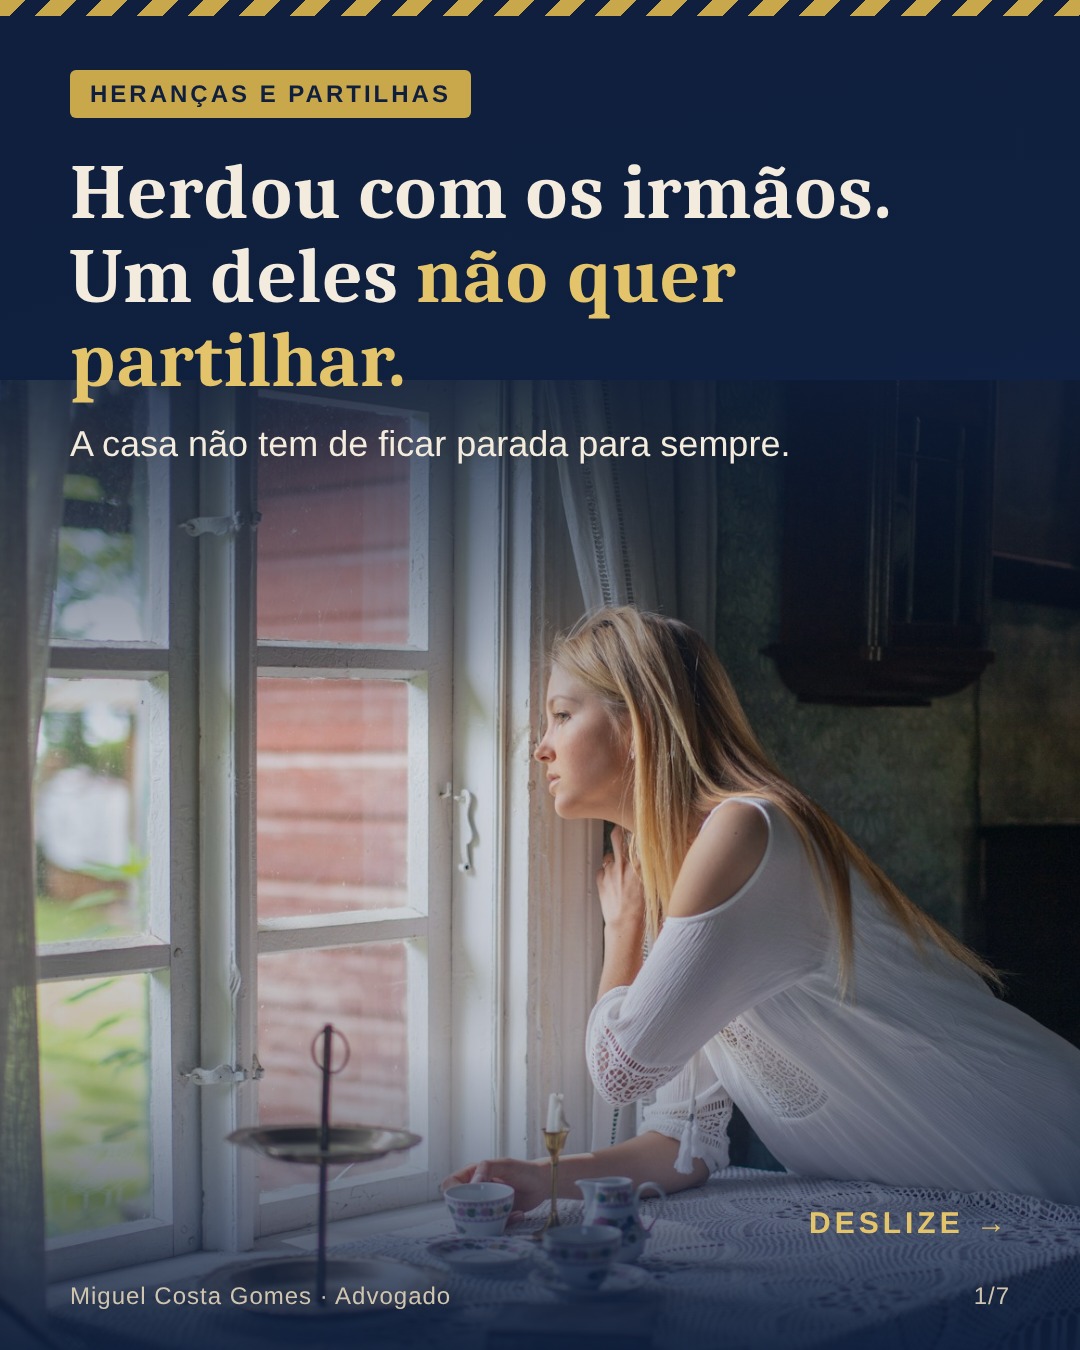 HERANÇAS E PARTILHAS
Herdou com os irmãos.
Um deles não quer
partilhar.
A casa não tem de ficar parada para sempre.
DESLIZE →
Miguel Costa Gomes · Advogado
1/7